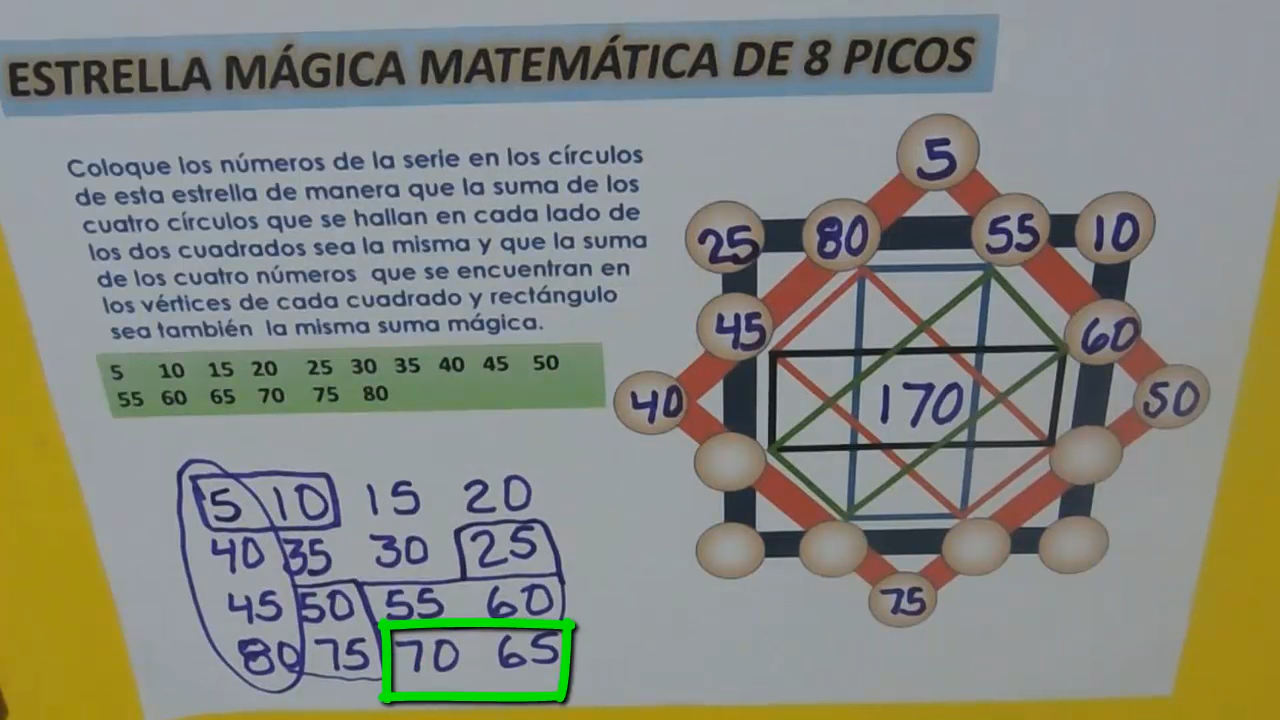 ESTRELLA MÁGICA MATEMÁTICA DE 8 PICOS
Coloque los números de la serie en los círculos
de esta estrella de manera que la suma de los
cuatro círculos que se hallan en cada lado de
los dos cuadrados sea la misma y que la suma
de los cuatro números que se encuentran en
los vértices de cada cuadrado y rectángulo
sea también la misma suma mágica.
5 10 15 20 25 30 35 40 45 50
55 60 65 70 75 80
5 10 15 20
40 35 30 25
45 50 55 60
80 75 70 65
5
25 80 55 10
45 60
40 170 50
75